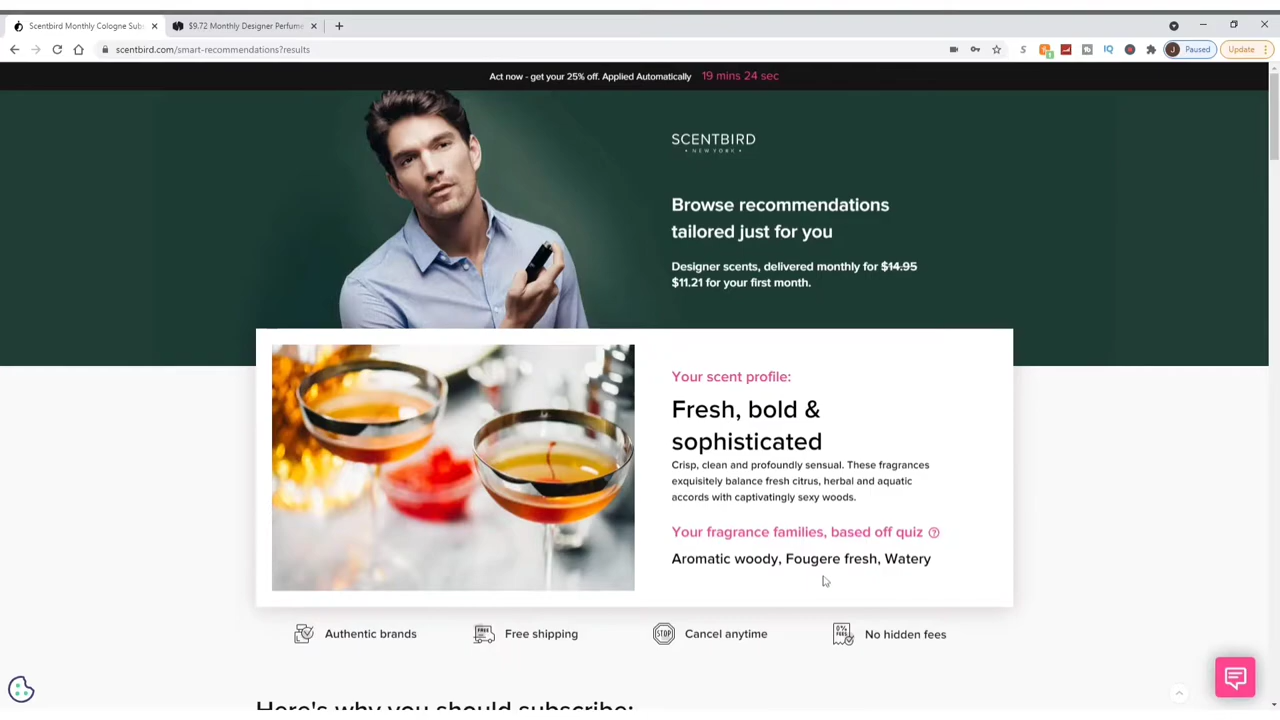 Scentbird Monthly Cologne Sub
$9.72 Monthly Designer Perfume
scentbird.com/smart-recommendations?results
S
IQ
J
Paused
Update
Act now - get your 25% off. Applied Automatically 19 mins 24 sec
SCENTBIRD
• NEW YORK •
Browse recommendations
tailored just for you
Designer scents, delivered monthly for $14.95
$11.21 for your first month.
Your scent profile:
Fresh, bold &
sophisticated
Crisp, clean and profoundly sensual. These fragrances
exquisitely balance fresh citrus, herbal and aquatic
accords with captivatingly sexy woods.
Your fragrance families, based off quiz ?
Aromatic woody, Fougere fresh, Watery
Authentic brands
FREE
Free shipping
STOP
Cancel anytime
0%
FEES
No hidden fees
Here's why you should subscribe: